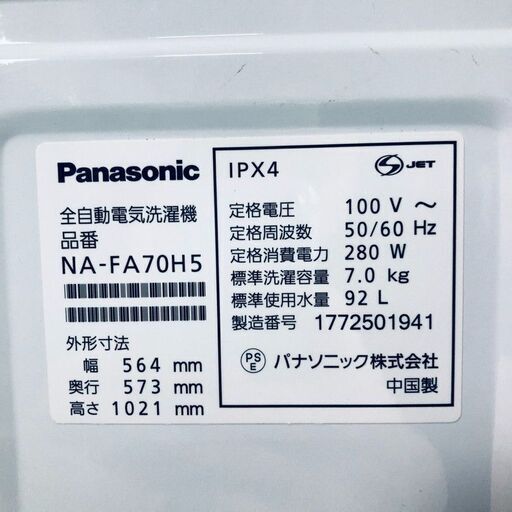 Panasonic
全自動電気洗濯機
品番
NA-FA70H5
外形寸法
幅 564 mm
奥行 573 mm
高さ 1021 mm
IPX4
S JET
定格電圧 100 V ～
定格周波数 50/60 Hz
定格消費電力 280 W
標準洗濯容量 7.0 kg
標準使用水量 92 L
製造番号 1772501941
PS E パナソニック株式会社
中国製